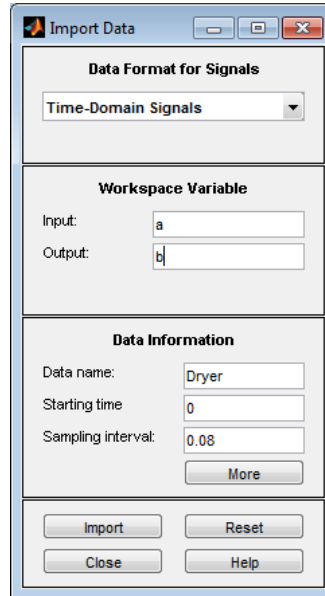 Import Data
Data Format for Signals
Time-Domain Signals
Workspace Variable
Input: a
Output: b
Data Information
Data name: Dryer
Starting time 0
Sampling interval: 0.08
More
Import Reset
Close Help